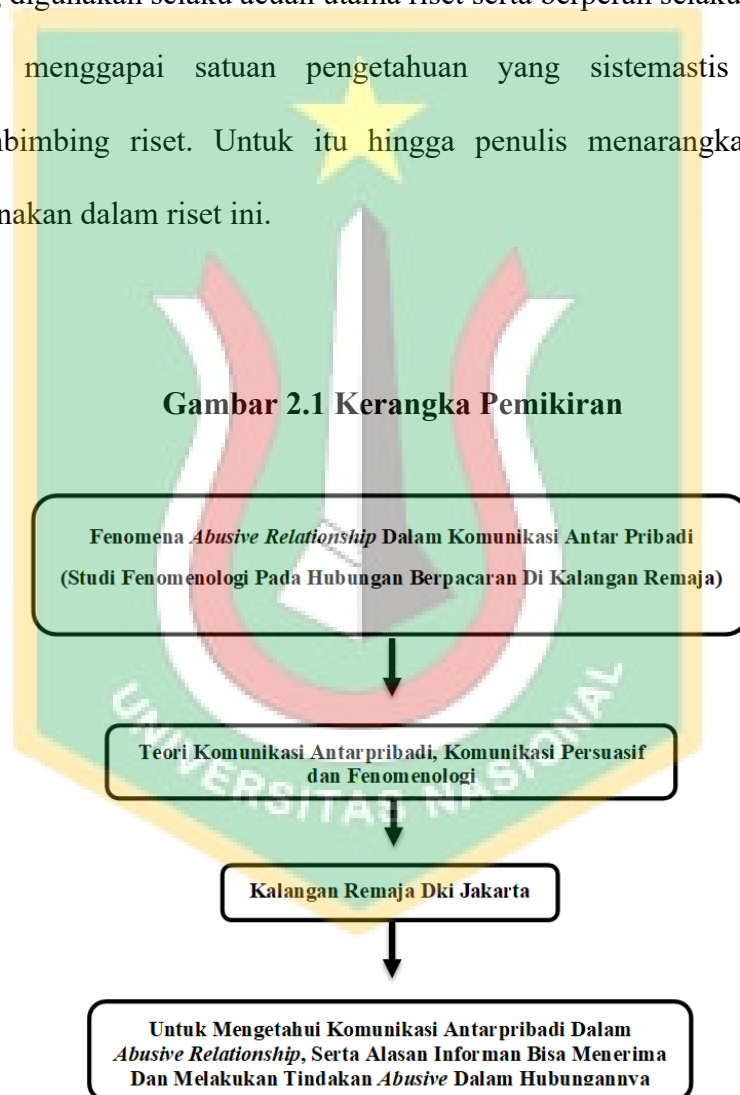 digunakan selaku acuan utama riset serta berperan selaku
menggapai satuan pengetahuan yang sistemastis
bimbing riset. Untuk itu hingga penulis menarangka
nakan dalam riset ini.
Gambar 2.1 Kerangka Pemikiran
Fenomena Abusive Relationship Dalam Komunikasi Antar Pribadi
(Studi Fenomenologi Pada Hubungan Berpacaran Di Kalangan Remaja)
Teori Komunikasi Antarpribadi, Komunikasi Persuasif
dan Fenomenologi
UNIVERSITAS NASIONAL
Kalangan Remaja Dki Jakarta
Untuk Mengetahui Komunikasi Antarpribadi Dalam
Abusive Relationship, Serta Alasan Informan Bisa Menerima
Dan Melakukan Tindakan Abusive Dalam Hubungannya